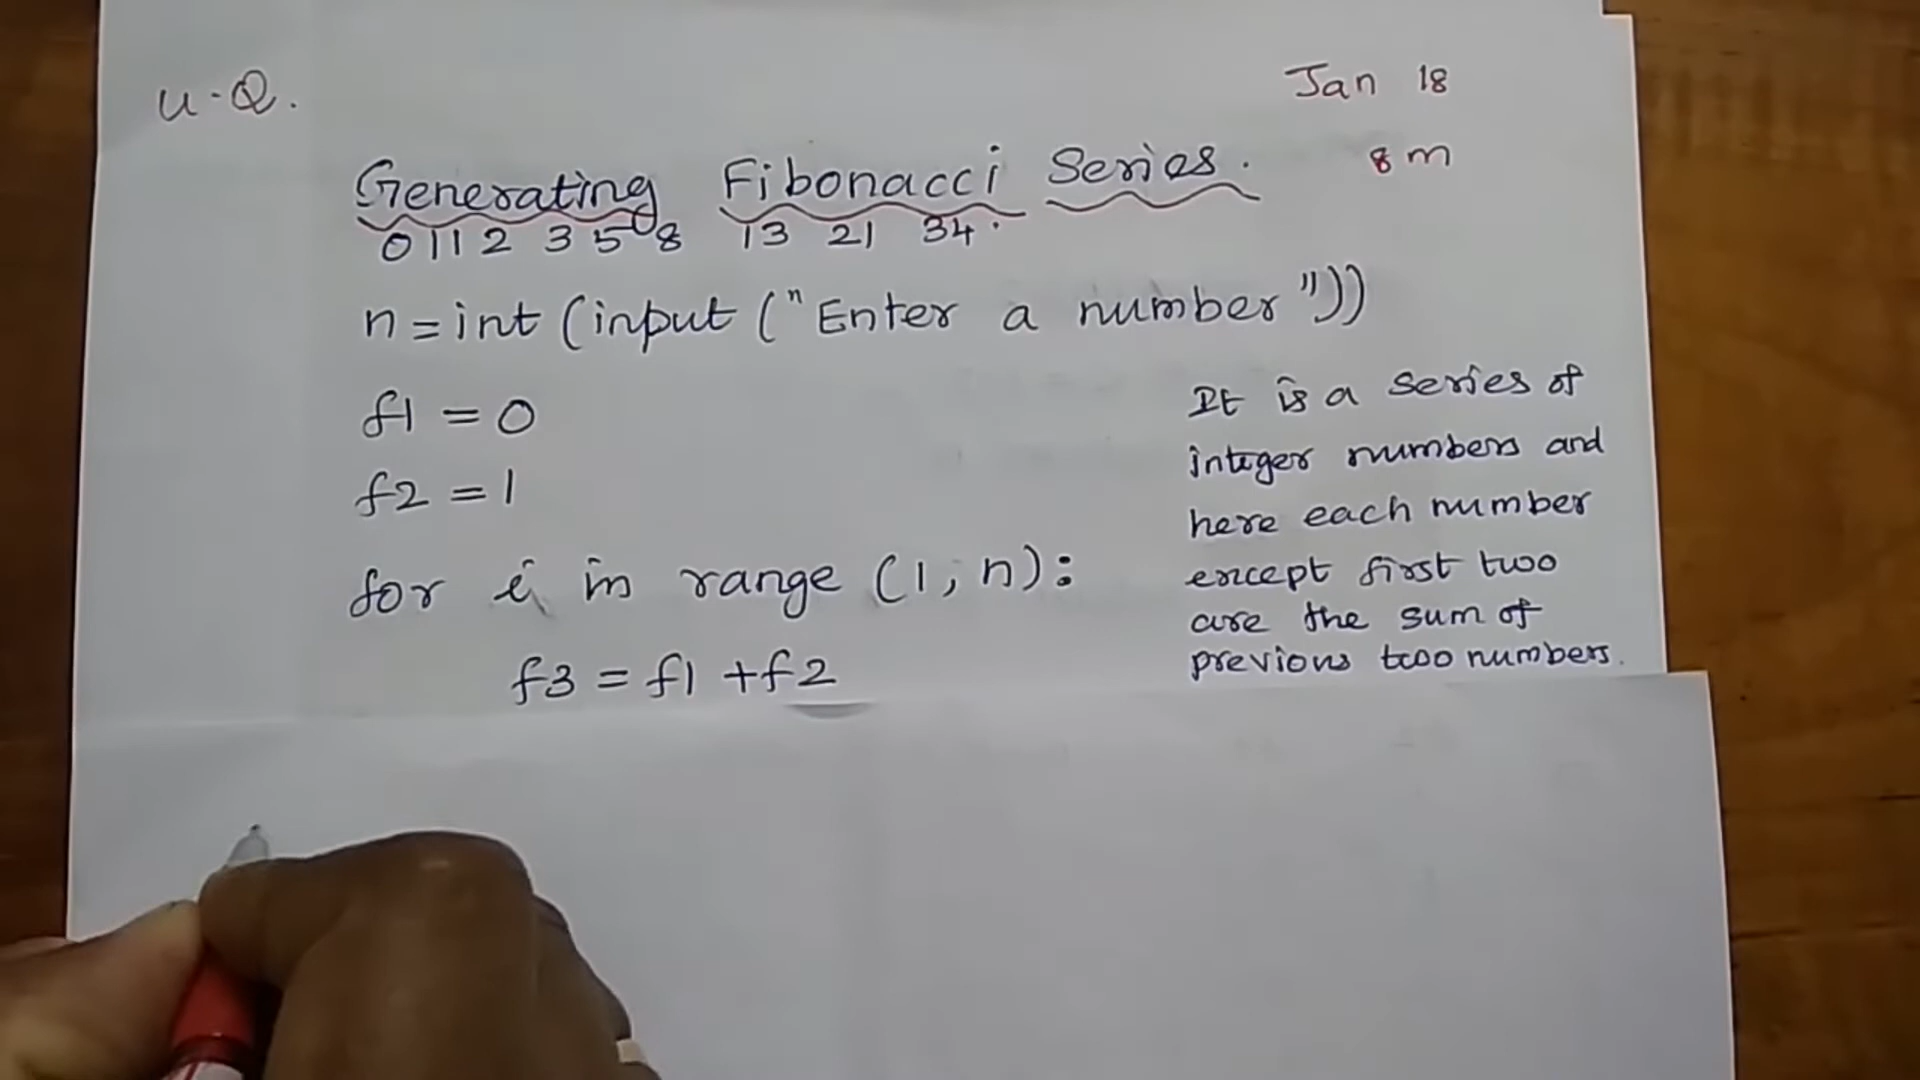 U.Q.
Jan 18
8m
Generating Fibonacci Series.
0 1 1 2 3 5 8 13 21 34.
n = int (input ("Enter a number"))
f1 = 0
f2 = 1
for i in range (1, n):
f3 = f1 + f2
It is a series of
integer numbers and
here each number
except first two
are the sum of
previous two numbers.